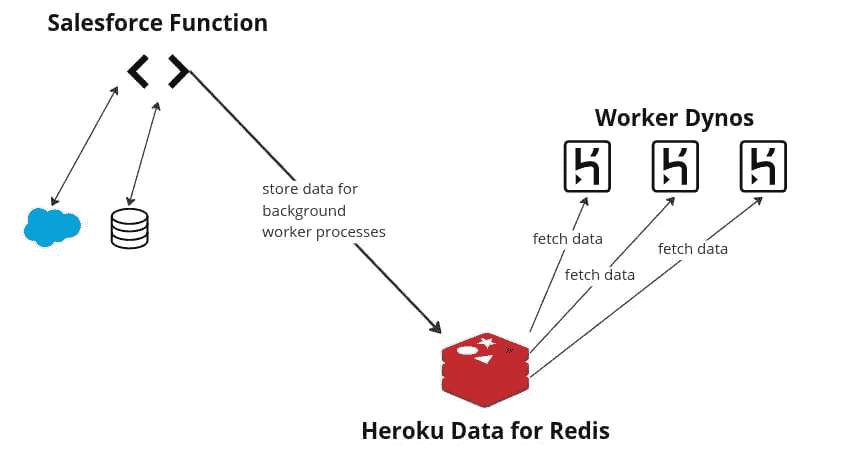 Salesforce Function
store data for
background
worker processes
Worker Dynos
fetch data
fetch data
fetch data
Heroku Data for Redis